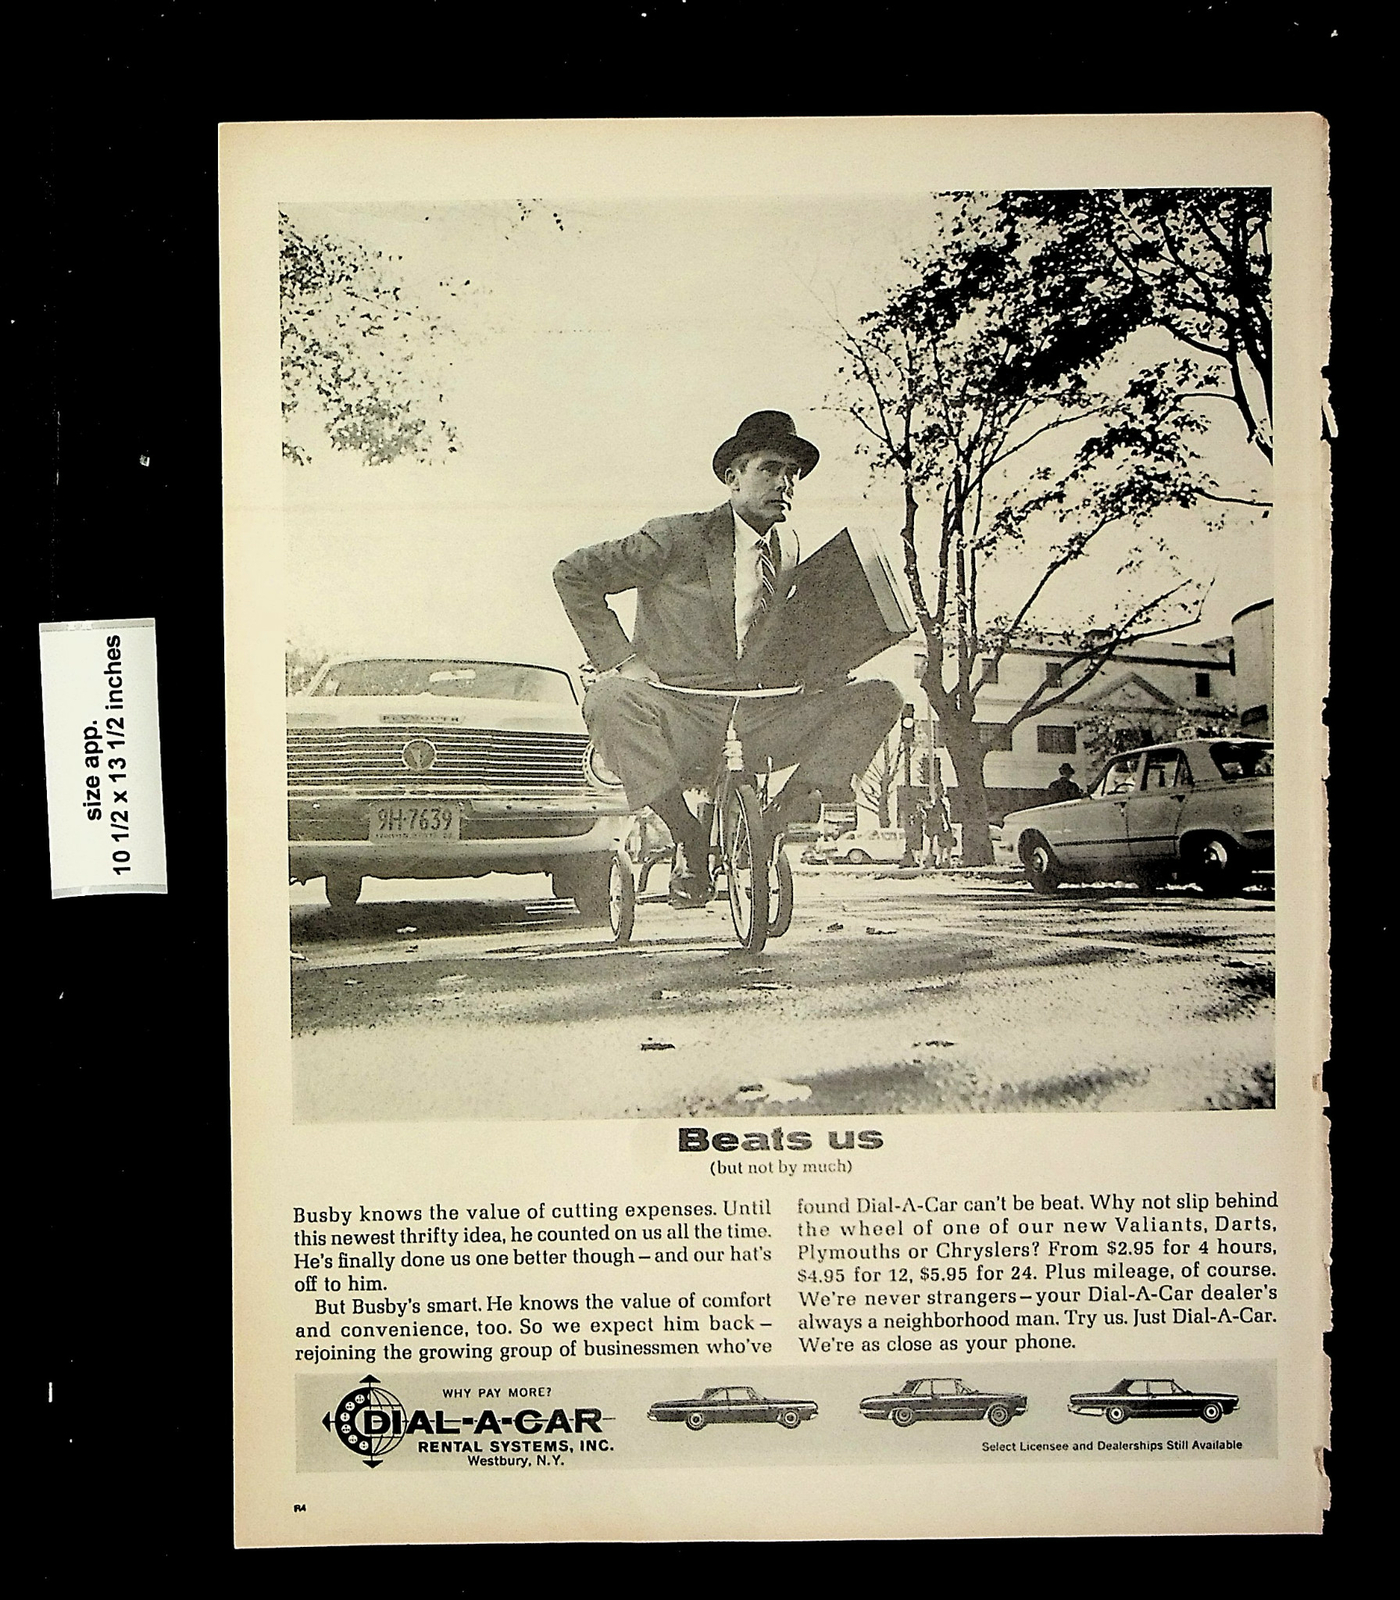 size app.
10 1/2 x 13 1/2 inches
PLYMOUTH
9H-7639
Beats us
(but not by much)
Busby knows the value of cutting expenses. Until
this newest thrifty idea, he counted on us all the time.
He's finally done us one better though—and our hat's
off to him.
But Busby's smart. He knows the value of comfort
and convenience, too. So we expect him back—
rejoining the growing group of businessmen who've
found Dial-A-Car can't be beat. Why not slip behind
the wheel of one of our new Valiants, Darts,
Plymouths or Chryslers? From $2.95 for 4 hours,
$4.95 for 12, $5.95 for 24. Plus mileage, of course.
We're never strangers—your Dial-A-Car dealer's
always a neighborhood man. Try us. Just Dial-A-Car.
We're as close as your phone.
WHY PAY MORE?
DIAL-A-CAR
RENTAL SYSTEMS, INC.
Westbury, N.Y.
Select Licensee and Dealerships Still Available
R4